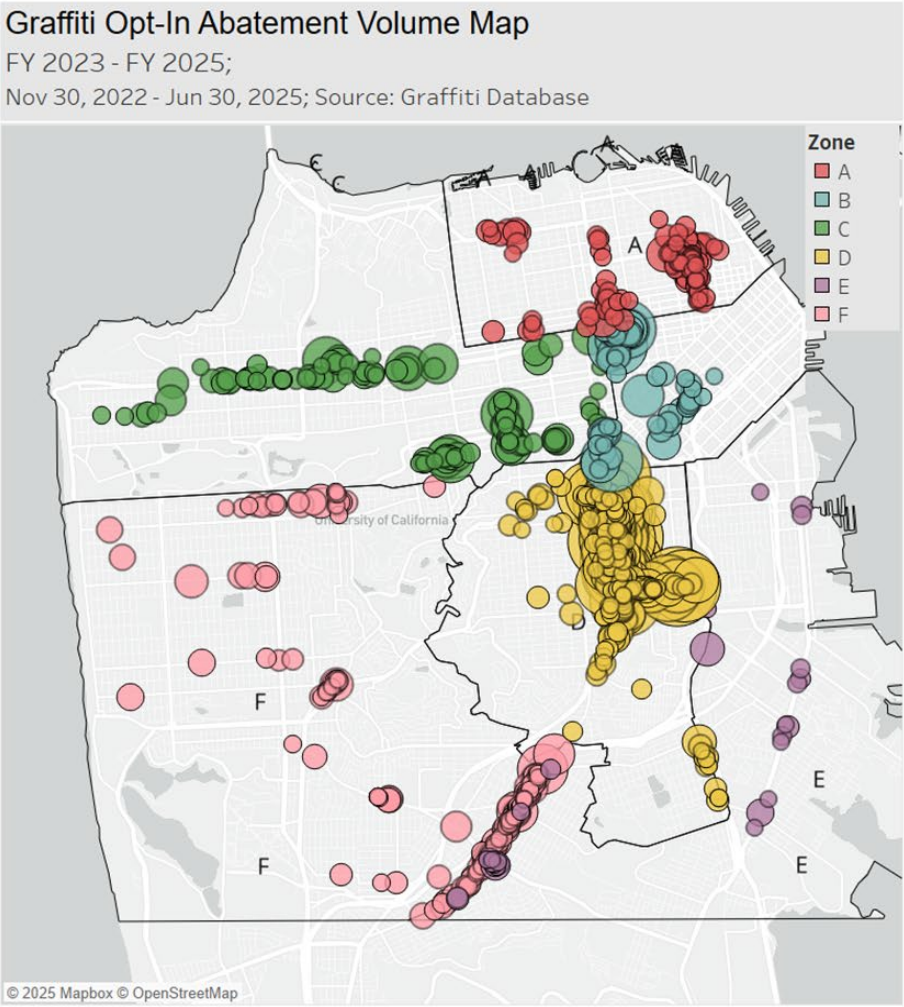 Graffiti Opt-In Abatement Volume Map
FY 2023 - FY 2025;
Nov 30, 2022 - Jun 30, 2025; Source: Graffiti Database
Zone
A
B
C
D
E
F
A
University of California
D
F
E
F
E
© 2025 Mapbox © OpenStreetMap